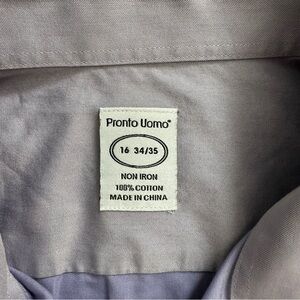 Pronto Uomo®
16 34/35
NON IRON
100% COTTON
MADE IN CHINA